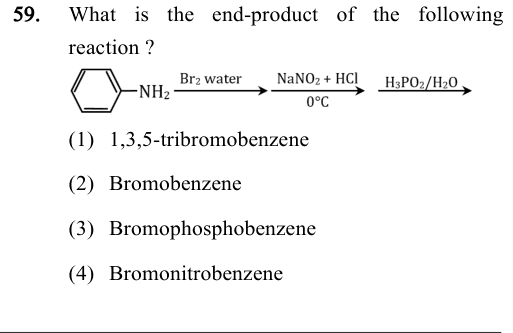 59. What is the end-product of the following
reaction ?
-NH₂ Br₂ water NaNO₂ + HCl 0°C H₃PO₂/H₂O
(1) 1,3,5-tribromobenzene
(2) Bromobenzene
(3) Bromophosphobenzene
(4) Bromonitrobenzene